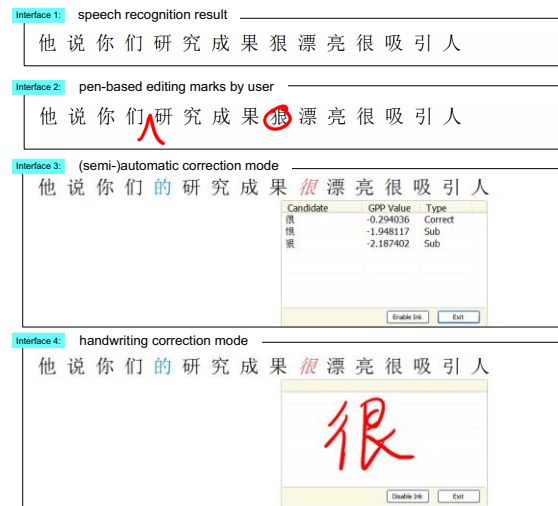 Interface 1: speech recognition result
他说你们研究成果狠漂亮很吸引人
Interface 2: pen-based editing marks by user
他说你们研究成果狠漂亮很吸引人
Interface 3: (semi-)automatic correction mode
他说你们的研究成果很漂亮很吸引人
Candidate GPP Value Type
很 -0.294036 Correct
恨 -1.948117 Sub
狠 -2.187402 Sub
Enable Ink Exit
Interface 4: handwriting correction mode
他说你们的研究成果很漂亮很吸引人
很
Disable Ink Exit